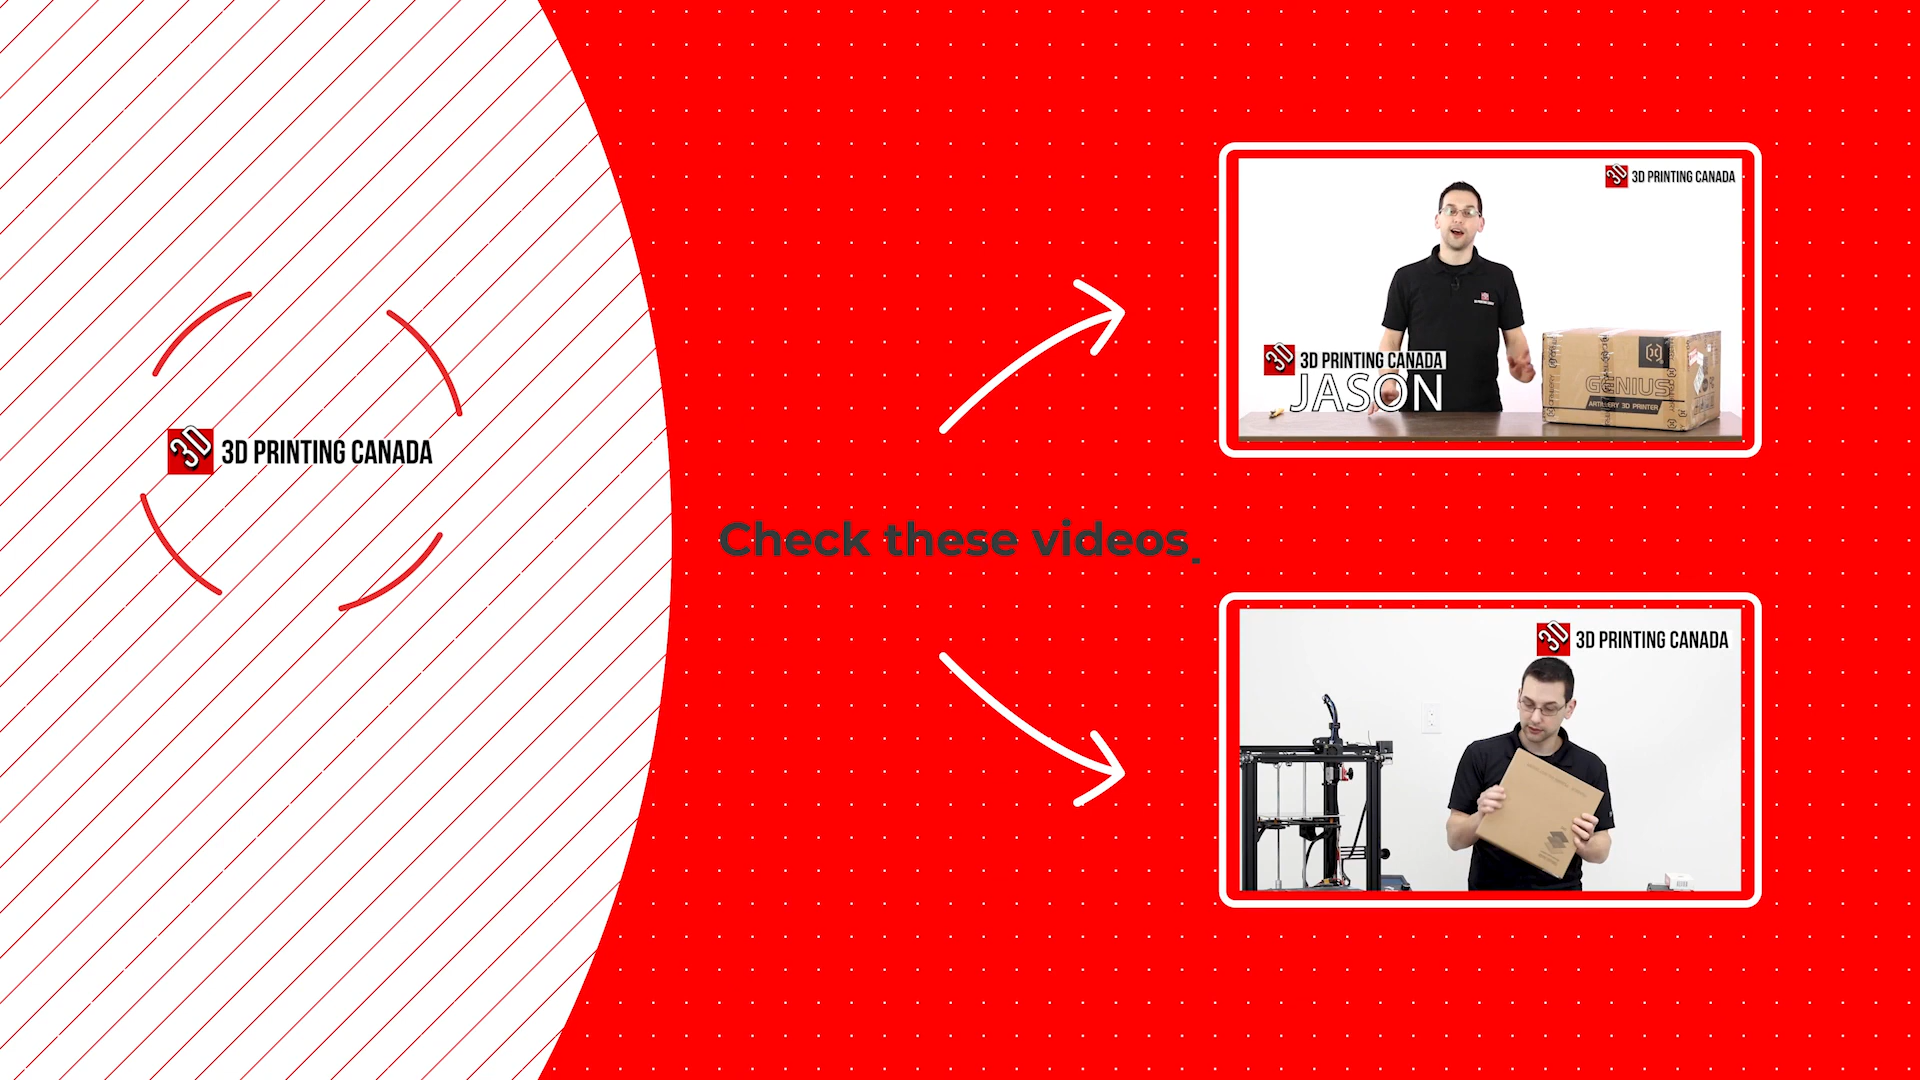 3D PRINTING CANADA
Check these videos.
3D PRINTING CANADA
3D PRINTING CANADA
JASON
GENIUS
ARTILLERY 3D PRINTER
3D PRINTING CANADA